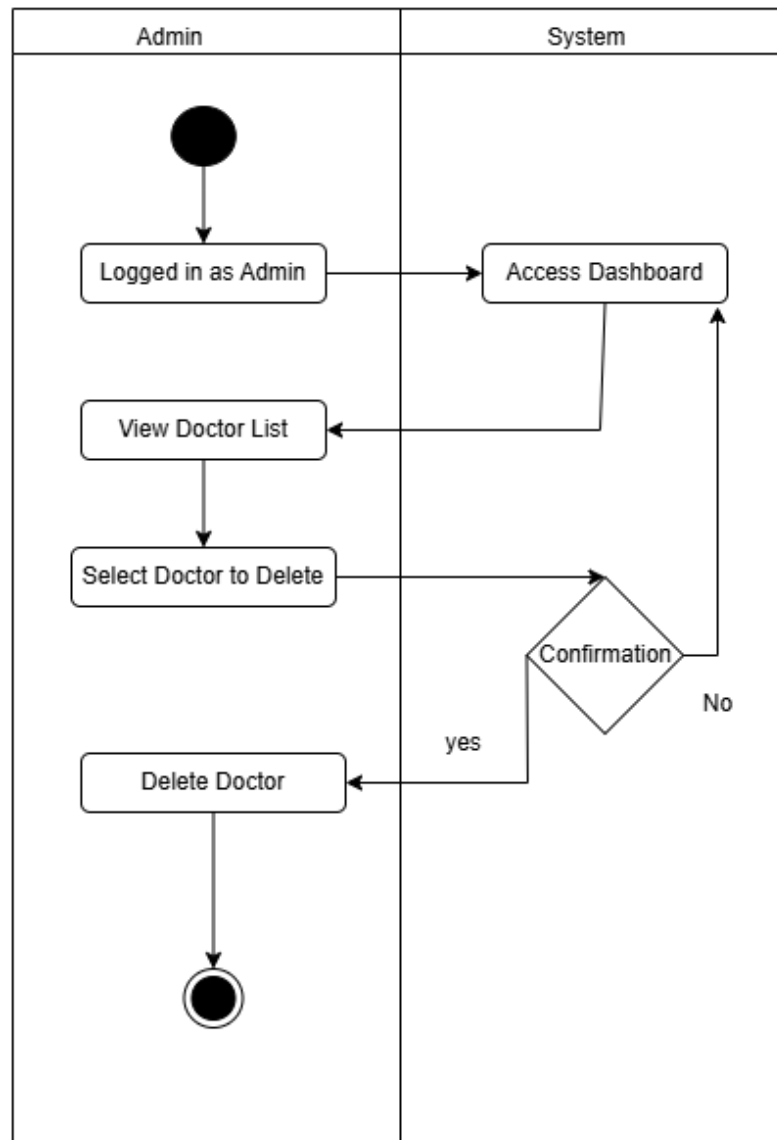 Admin
System
Logged in as Admin
Access Dashboard
View Doctor List
Select Doctor to Delete
Confirmation
No
yes
Delete Doctor